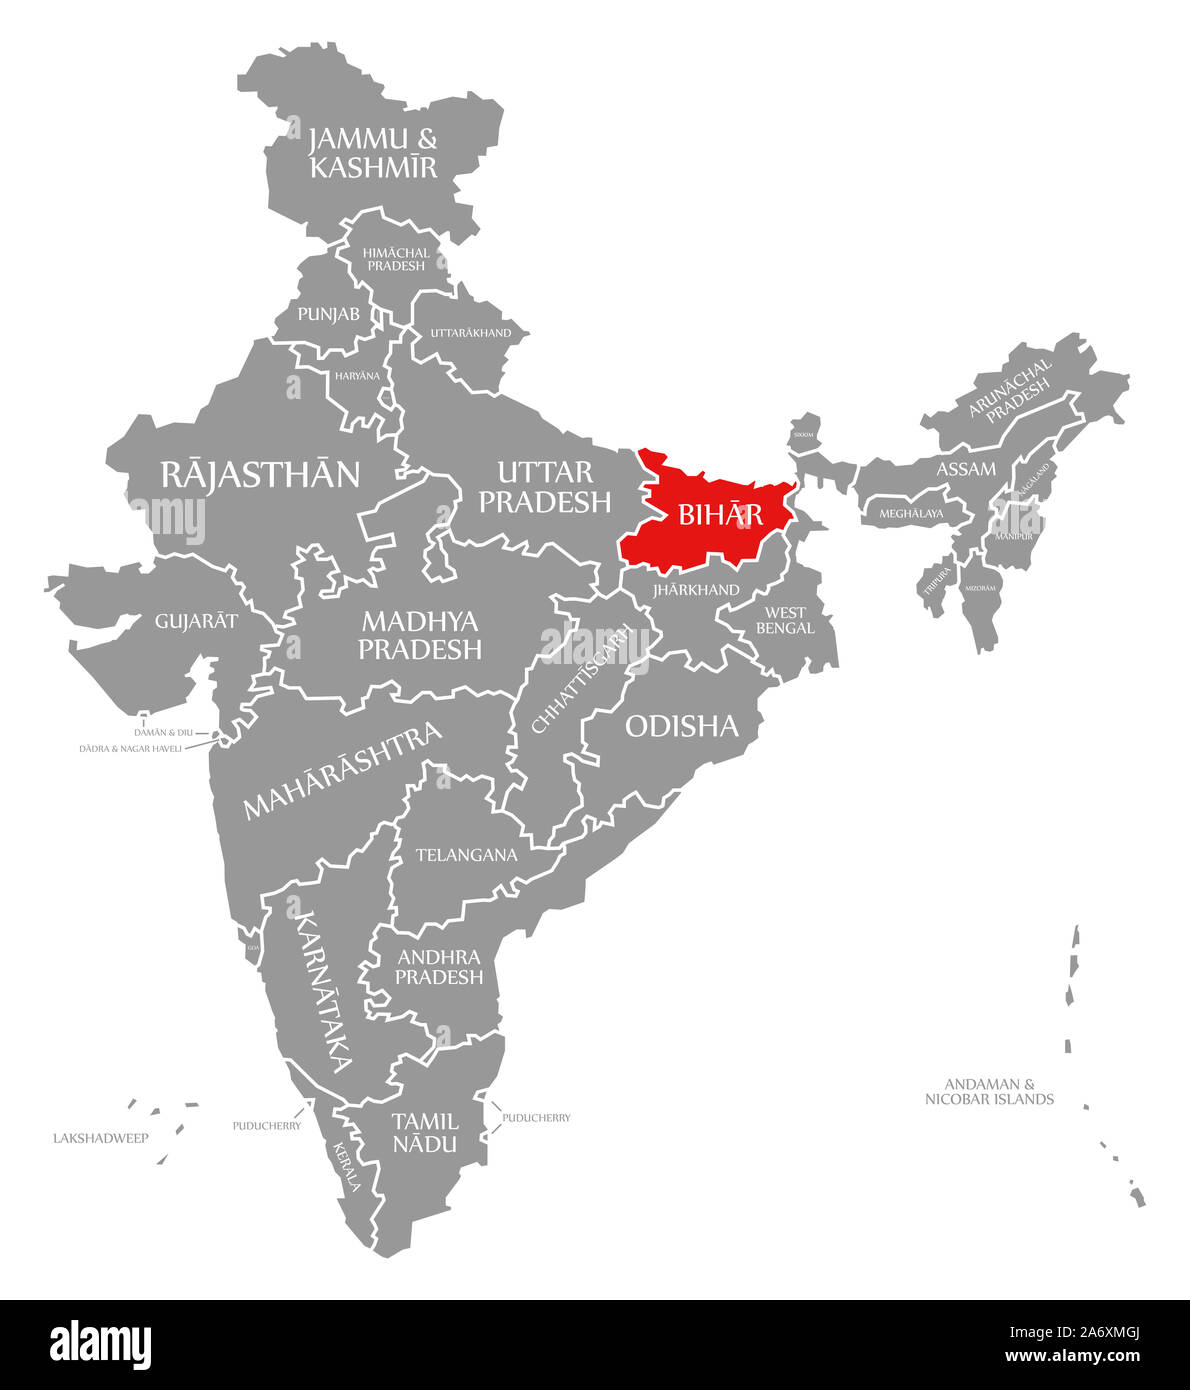 JAMMU &
KASHMĪR
HIMĀCHAL
PRADESH
PUNJAB
UTTARĀKHAND
HARYĀNA
ARUNĀCHAL
PRADESH
SIKKIM
RĀJASTHĀN
UTTAR
PRADESH
BIHĀR
ASSAM
NĀGĀLAND
MEGHĀLAYA
MANIPUR
TRIPURA
MIZORĀM
JHĀRKHAND
WEST
BENGAL
GUJARĀT
MADHYA
PRADESH
CHHATTĪSGARH
ODISHA
DAMĀN & DIU
DĀDRA & NAGAR HAVELI
MAHĀRĀSHTRA
TELANGANA
GOA
KARNĀTAKA
ANDHRA
PRADESH
ANDAMAN &
NICOBAR ISLANDS
LAKSHADWEEP
PUDUCHERRY
TAMIL
NĀDU
PUDUCHERRY
KERALA
a
a
a
a
a
a
alamy
alamy
Image ID: 2A6XMGJ
www.alamy.com